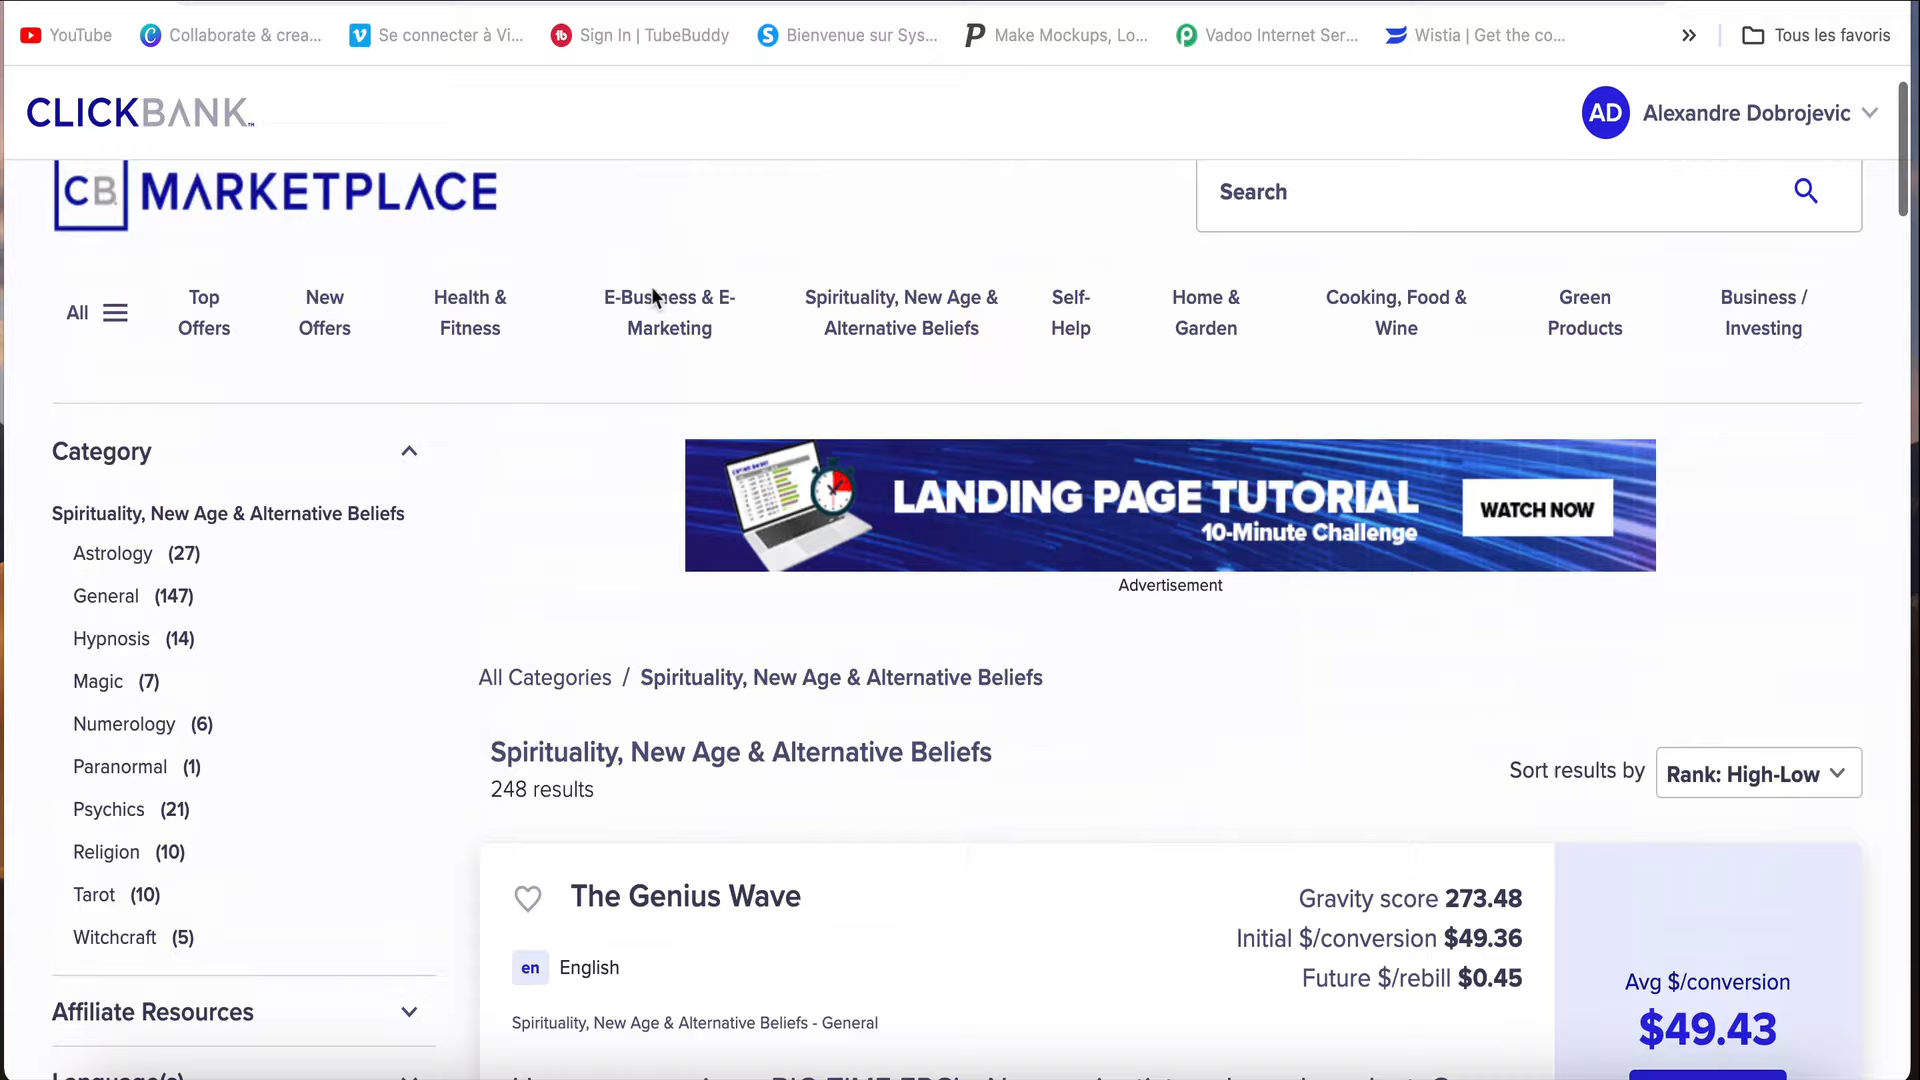 YouTube Collaborate & crea... Se connecter à Vi... Sign In | TubeBuddy Bienvenue sur Sys... Make Mockups, Lo... Vadoo Internet Ser... Wistia | Get the co... » Tous les favoris
CLICKBANK™ AD Alexandre Dobrojevic
CB MARKETPLACE Search
All Top Offers New Offers Health & Fitness E-Business & E-Marketing Spirituality, New Age & Alternative Beliefs Self-Help Home & Garden Cooking, Food & Wine Green Products Business / Investing
Category
Spirituality, New Age & Alternative Beliefs
Astrology (27)
General (147)
Hypnosis (14)
Magic (7)
Numerology (6)
Paranormal (1)
Psychics (21)
Religion (10)
Tarot (10)
Witchcraft (5)
Affiliate Resources
Language(s)
LANDING PAGE TUTORIAL
10-Minute Challenge
WATCH NOW
Advertisement
All Categories / Spirituality, New Age & Alternative Beliefs
Spirituality, New Age & Alternative Beliefs
248 results
Sort results by Rank: High-Low
The Genius Wave
en English
Spirituality, New Age & Alternative Beliefs - General
Gravity score 273.48
Initial $/conversion $49.36
Future $/rebill $0.45
Avg $/conversion
$49.43